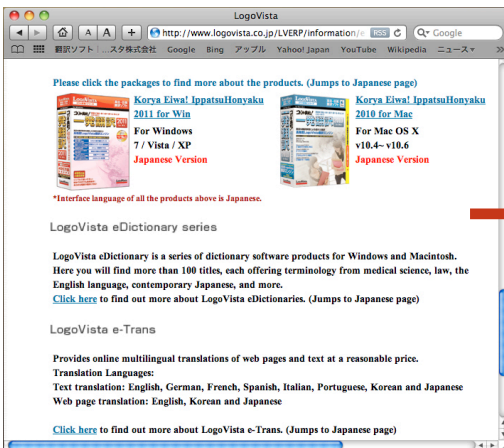 LogoVista
A A + http://www.logovista.co.jp/LVERP/information/e RSS Google
翻訳ソフト|...スタ株式会社 Google Bing アップル Yahoo! Japan YouTube Wikipedia ニュース▾ »
Please click the packages to find more about the products. (Jumps to Japanese page)
Korya Eiwa! IppatsuHonyaku
2011 for Win
For Windows
7 / Vista / XP
Japanese Version
Korya Eiwa! IppatsuHonyaku
2010 for Mac
For Mac OS X
v10.4~ v10.6
Japanese Version
*Interface language of all the products above is Japanese.
LogoVista eDictionary series
LogoVista eDictionary is a series of dictionary software products for Windows and Macintosh.
Here you will find more than 100 titles, each offering terminology from medical science, law, the
English language, contemporary Japanese, and more.
Click here to find out more about LogoVista eDictionaries. (Jumps to Japanese page)
LogoVista e-Trans
Provides online multilingual translations of web pages and text at a reasonable price.
Translation Languages:
Text translation: English, German, French, Spanish, Italian, Portuguese, Korean and Japanese
Web page translation: English, Korean and Japanese
Click here to find out more about LogoVista e-Trans. (Jumps to Japanese page)